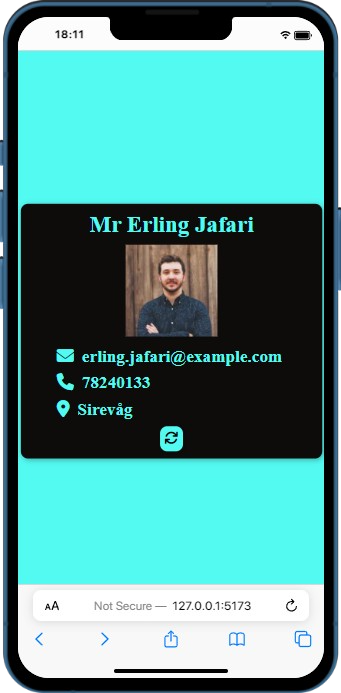 18:11
Mr Erling Jafari
erling.jafari@example.com
78240133
Sirevåg
AA Not Secure — 127.0.0.1:5173